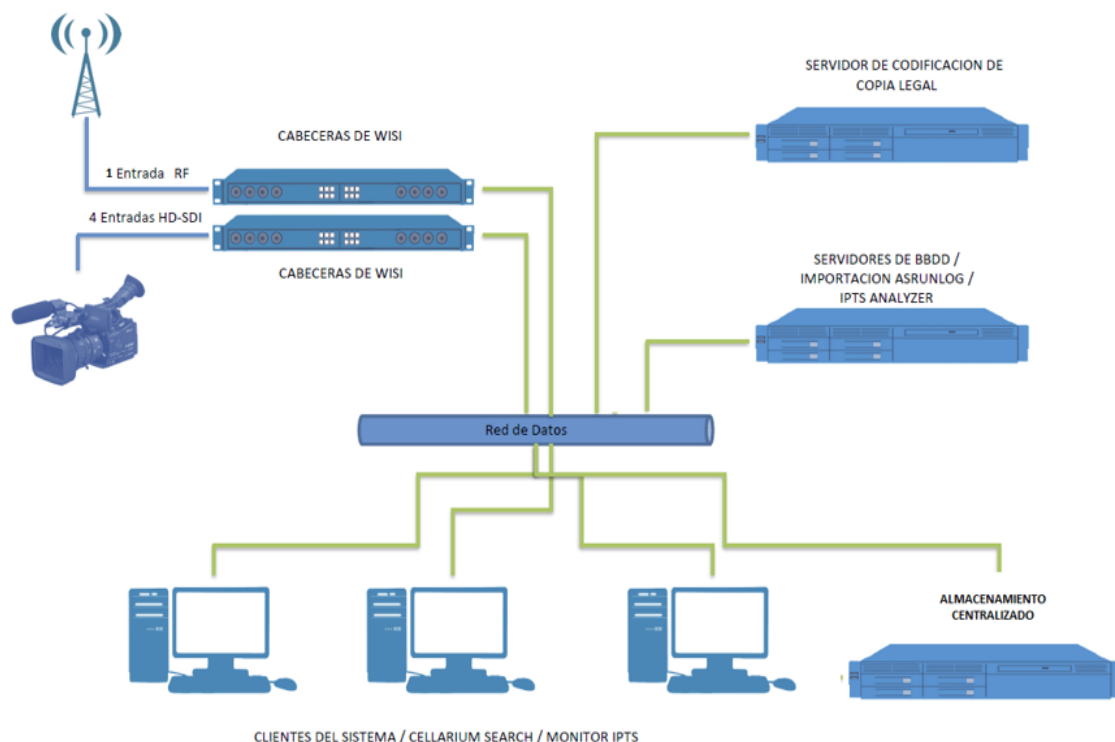 SERVIDOR DE CODIFICACION DE
COPIA LEGAL
CABECERAS DE WISI
1 Entrada RF
4 Entradas HD-SDI
CABECERAS DE WISI
SERVIDORES DE BBDD /
IMPORTACION ASRUNLOG /
IPTS ANALYZER
Red de Datos
ALMACENAMIENTO
CENTRALIZADO
CLIENTES DEL SISTEMA / CELLARIUM SEARCH / MONITOR IPTS